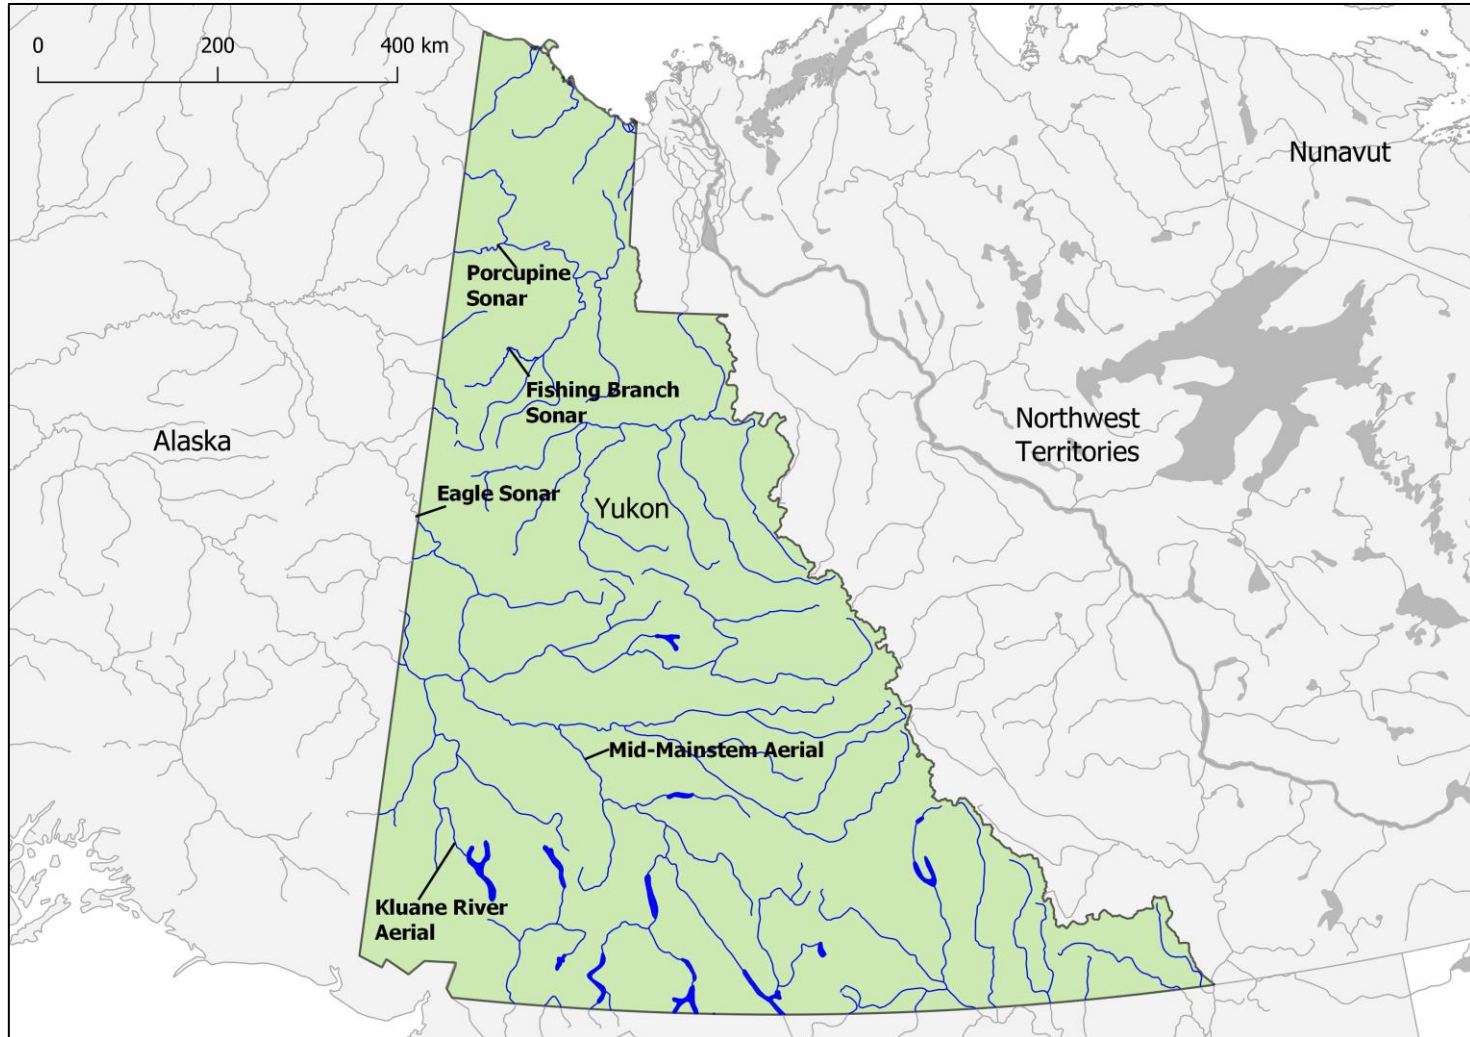 0 200 400 km
Nunavut
Porcupine
Sonar
Fishing Branch
Sonar
Alaska
Northwest
Territories
Eagle Sonar
Yukon
Mid-Mainstem Aerial
Kluane River
Aerial